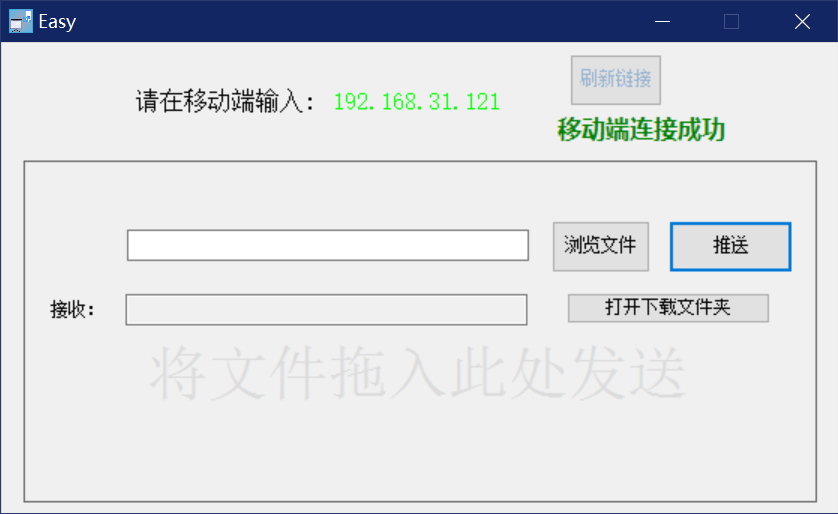 Easy
刷新链接
请在移动端输入: 192.168.31.121
移动端连接成功
浏览文件 推送
接收: 打开下载文件夹
将文件拖入此处发送